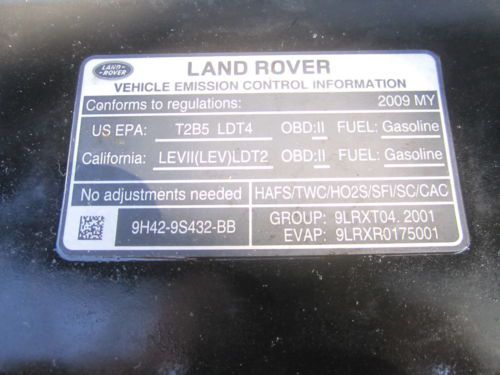 LAND ROVER
LAND ROVER
VEHICLE EMISSION CONTROL INFORMATION
Conforms to regulations: 2009 MY
US EPA: T2B5 LDT4 OBD:II FUEL: Gasoline
California: LEVII(LEV)LDT2 OBD:II FUEL: Gasoline
No adjustments needed HAFS/TWC/HO2S/SFI/SC/CAC
9H42-9S432-BB GROUP: 9LRXT04. 2001
EVAP: 9LRXR0175001